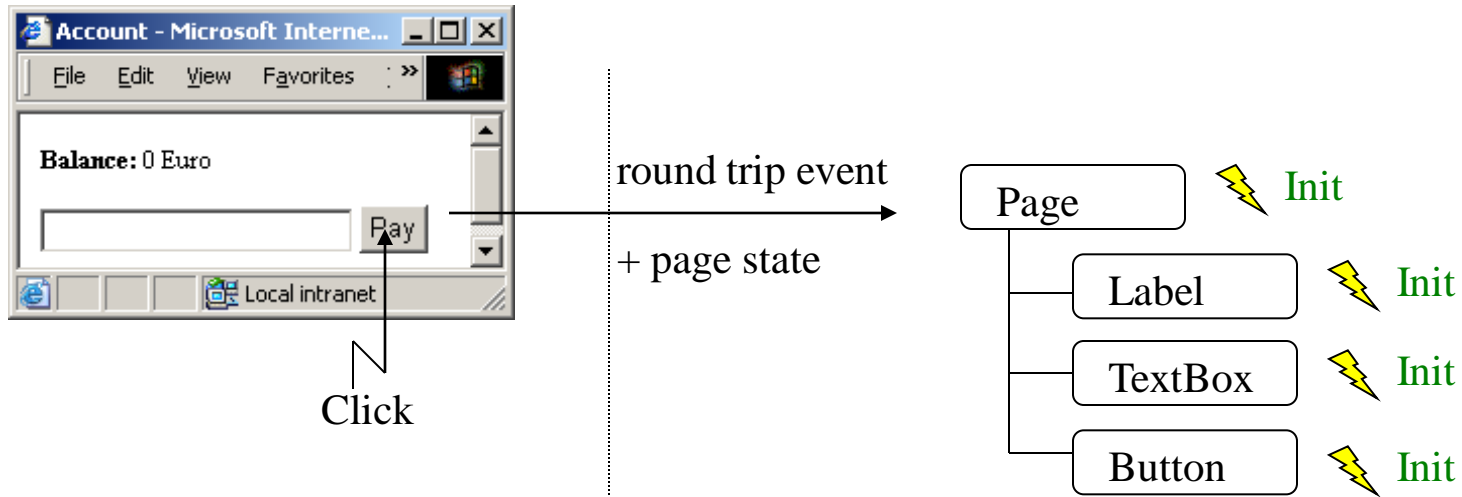 Account - Microsoft Interne...
File Edit View Favorites »
Balance: 0 Euro
Pay
Local intranet
Click
round trip event
+ page state
Page
Init
Label
Init
TextBox
Init
Button
Init